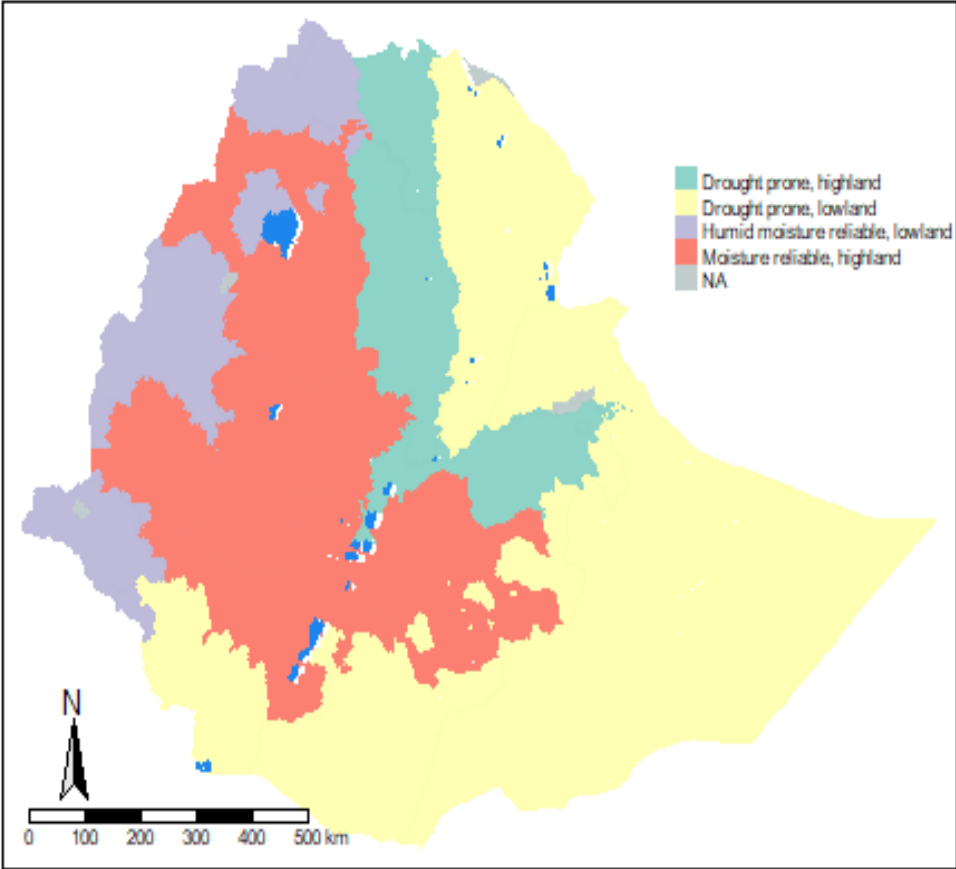 Drought prone, highland
Drought prone, lowland
Humid moisture reliable, lowland
Moisture reliable, highland
NA
N
0 100 200 300 400 500 km